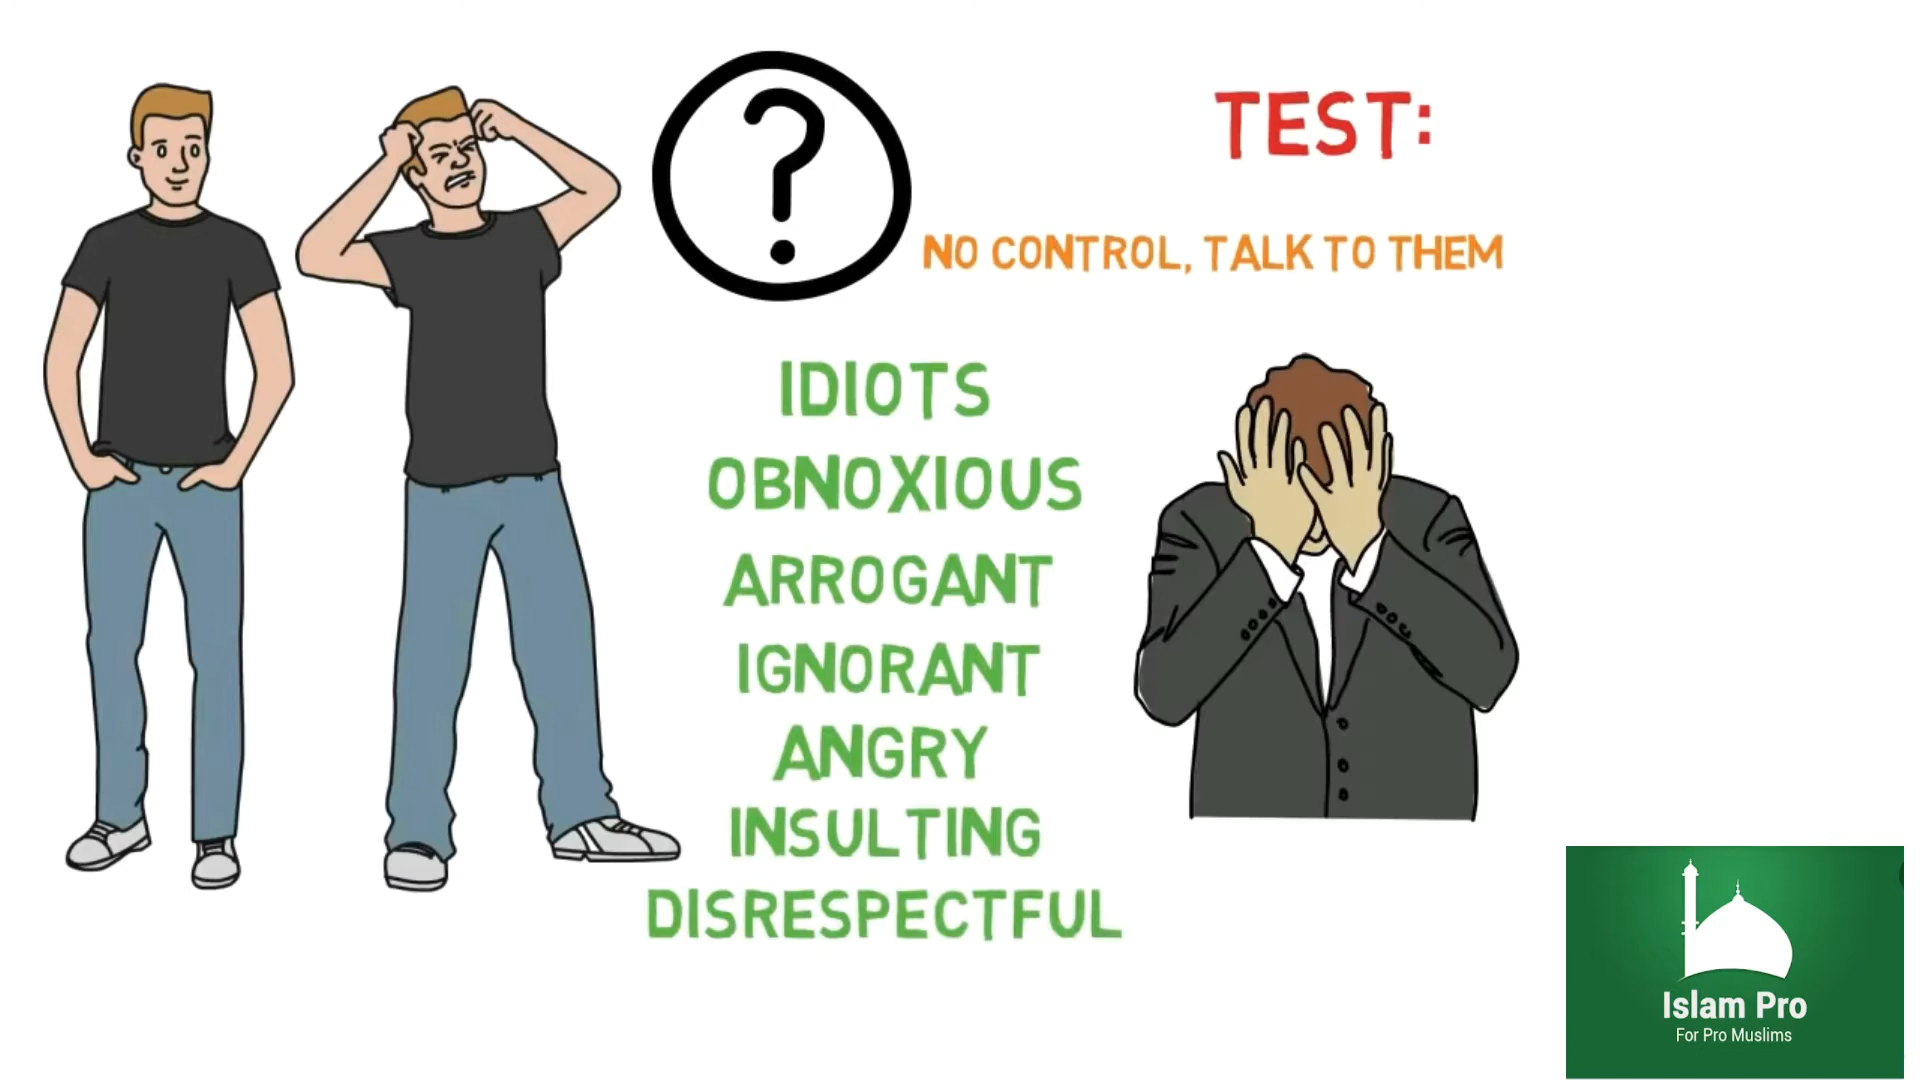 ?
TEST:
NO CONTROL, TALK TO THEM
IDIOTS
OBNOXIOUS
ARROGANT
IGNORANT
ANGRY
INSULTING
DISRESPECTFUL
Islam Pro
For Pro Muslims